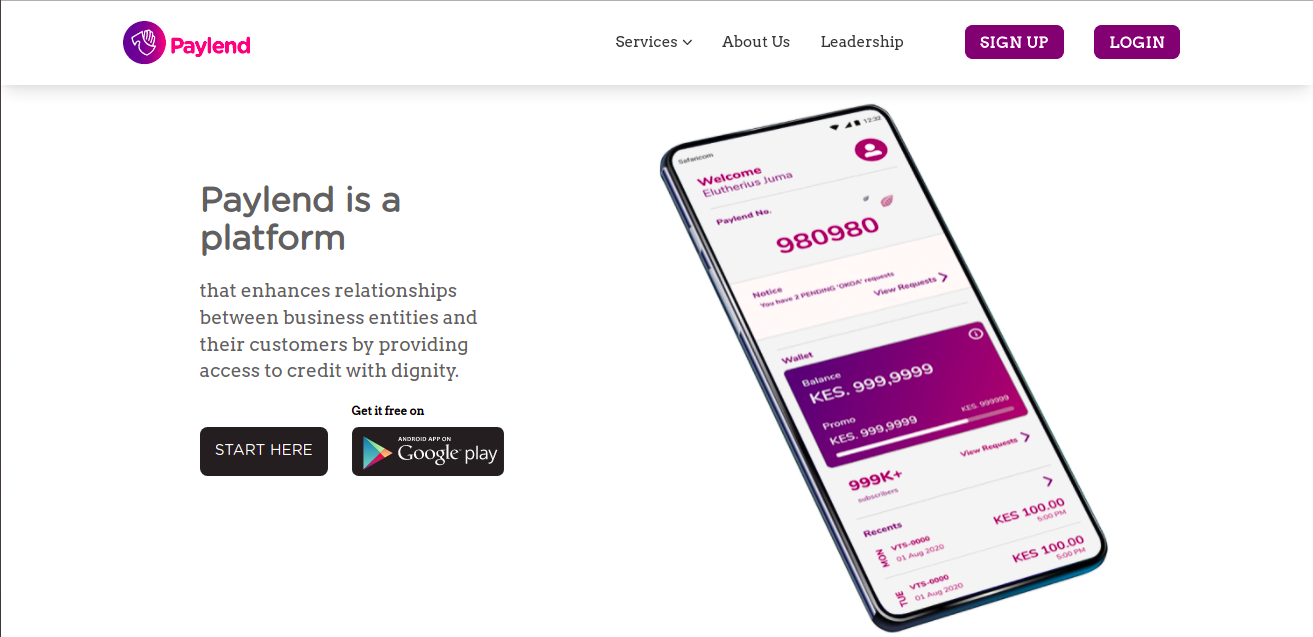 Paylend
Services
About Us
Leadership
SIGN UP
LOGIN
Paylend is a
platform
that enhances relationships
between business entities and
their customers by providing
access to credit with dignity.
Get it free on
START HERE
ANDROID APP ON
Google play
Safaricom
12:32
Welcome
Elutherius Juma
Paylend No.
980980
Notice
You have 2 PENDING 'OKOA' requests
View Requests
Wallet
Balance
KES. 999,9999
Promo
KES. 999,9999
KES. 999999
View Requests
999K+
subscribers
Recents
MON
VTS-0000
01 Aug 2020
KES 100.00
5:00 PM
TUE
VTS-0000
01 Aug 2020
KES 100.00
5:00 PM